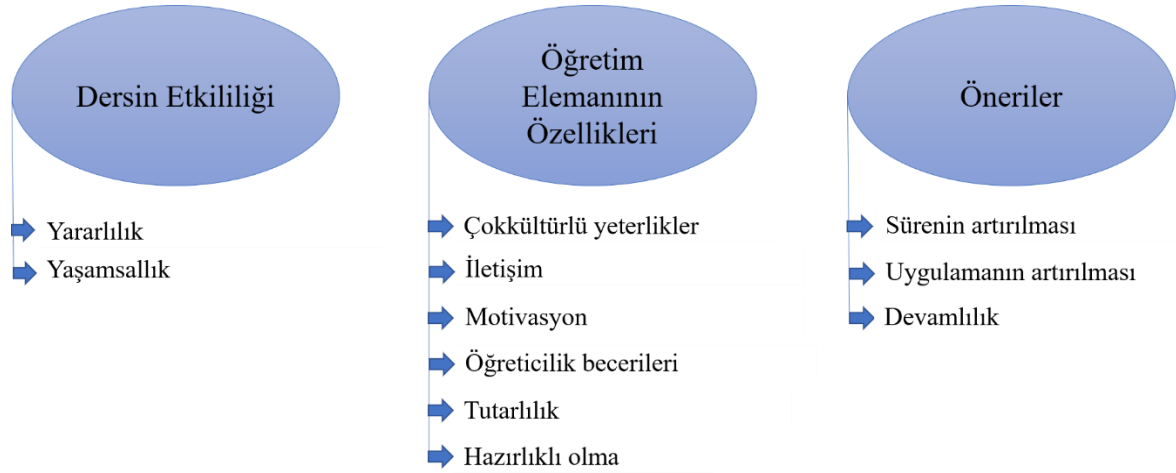 Dersin Etkililiği
Yararlılık
Yaşamsallık
Öğretim
Elemanının
Özellikleri
Çokkültürlü yeterlikler
İletişim
Motivasyon
Öğreticilik becerileri
Tutarlılık
Hazırlıklı olma
Öneriler
Sürenin artırılması
Uygulamanın artırılması
Devamlılık